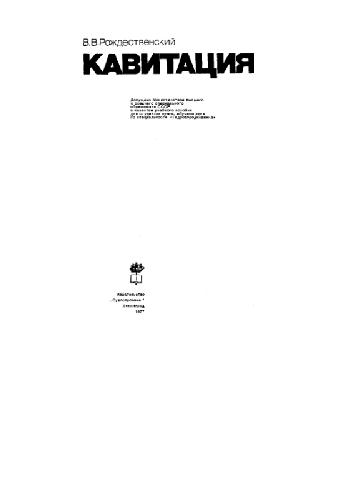 В.В.Рождественский
КАВИТАЦИЯ
Допущено Министерством высшего
и среднего специального
образования СССР
в качестве учебного пособия
для студентов вузов, обучающихся
по специальности «Гидроаэродинамика»
Издательство
„Судостроение“
Ленинград
1977